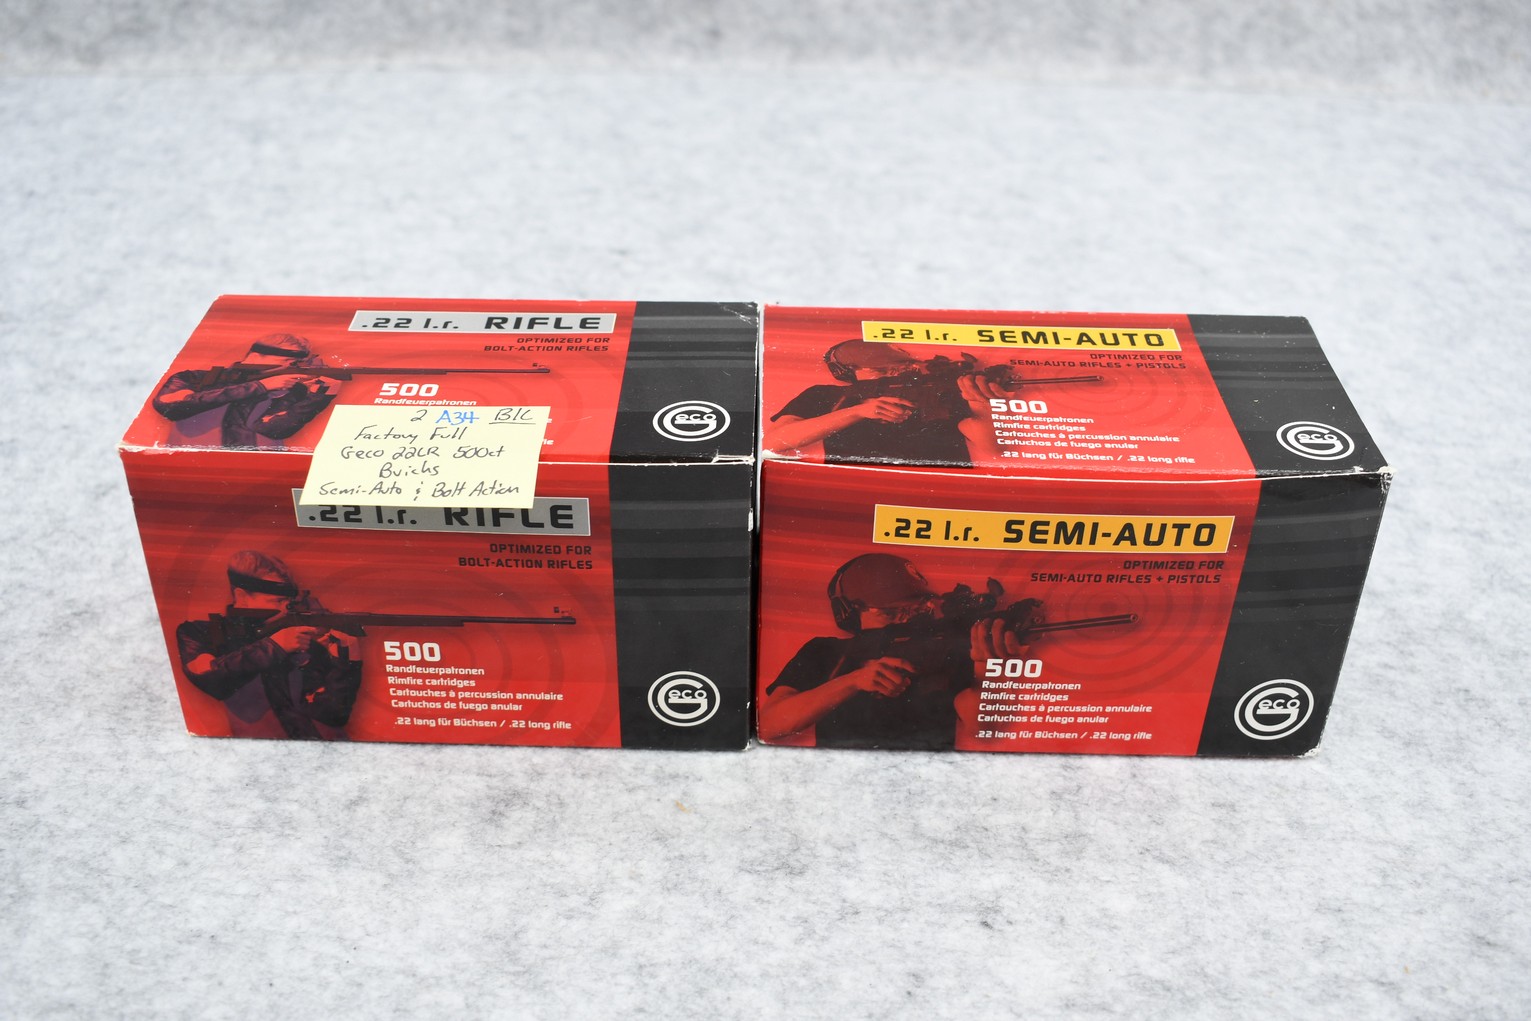 .22 l.r. RIFLE
OPTIMIZED FOR
BOLT-ACTION RIFLES
500
Randfeuerpatronen
Geco
2 A34 B/C
Factory Full
Geco 22LR 500ct
Bricks
Semi-Auto & Bolt Action
.22 l.r. RIFLE
OPTIMIZED FOR
BOLT-ACTION RIFLES
500
Randfeuerpatronen
Rimfire cartridges
Cartouches à percussion annulaire
Cartuchos de fuego anular
.22 lang für Büchsen / .22 long rifle
Geco
.22 l.r. SEMI-AUTO
OPTIMIZED FOR
SEMI-AUTO RIFLES + PISTOLS
500
Randfeuerpatronen
Rimfire cartridges
Cartouches à percussion annulaire
Cartuchos de fuego anular
.22 lang für Büchsen / .22 long rifle
Geco
.22 l.r. SEMI-AUTO
OPTIMIZED FOR
SEMI-AUTO RIFLES + PISTOLS
500
Randfeuerpatronen
Rimfire cartridges
Cartouches à percussion annulaire
Cartuchos de fuego anular
.22 lang für Büchsen / .22 long rifle
Geco